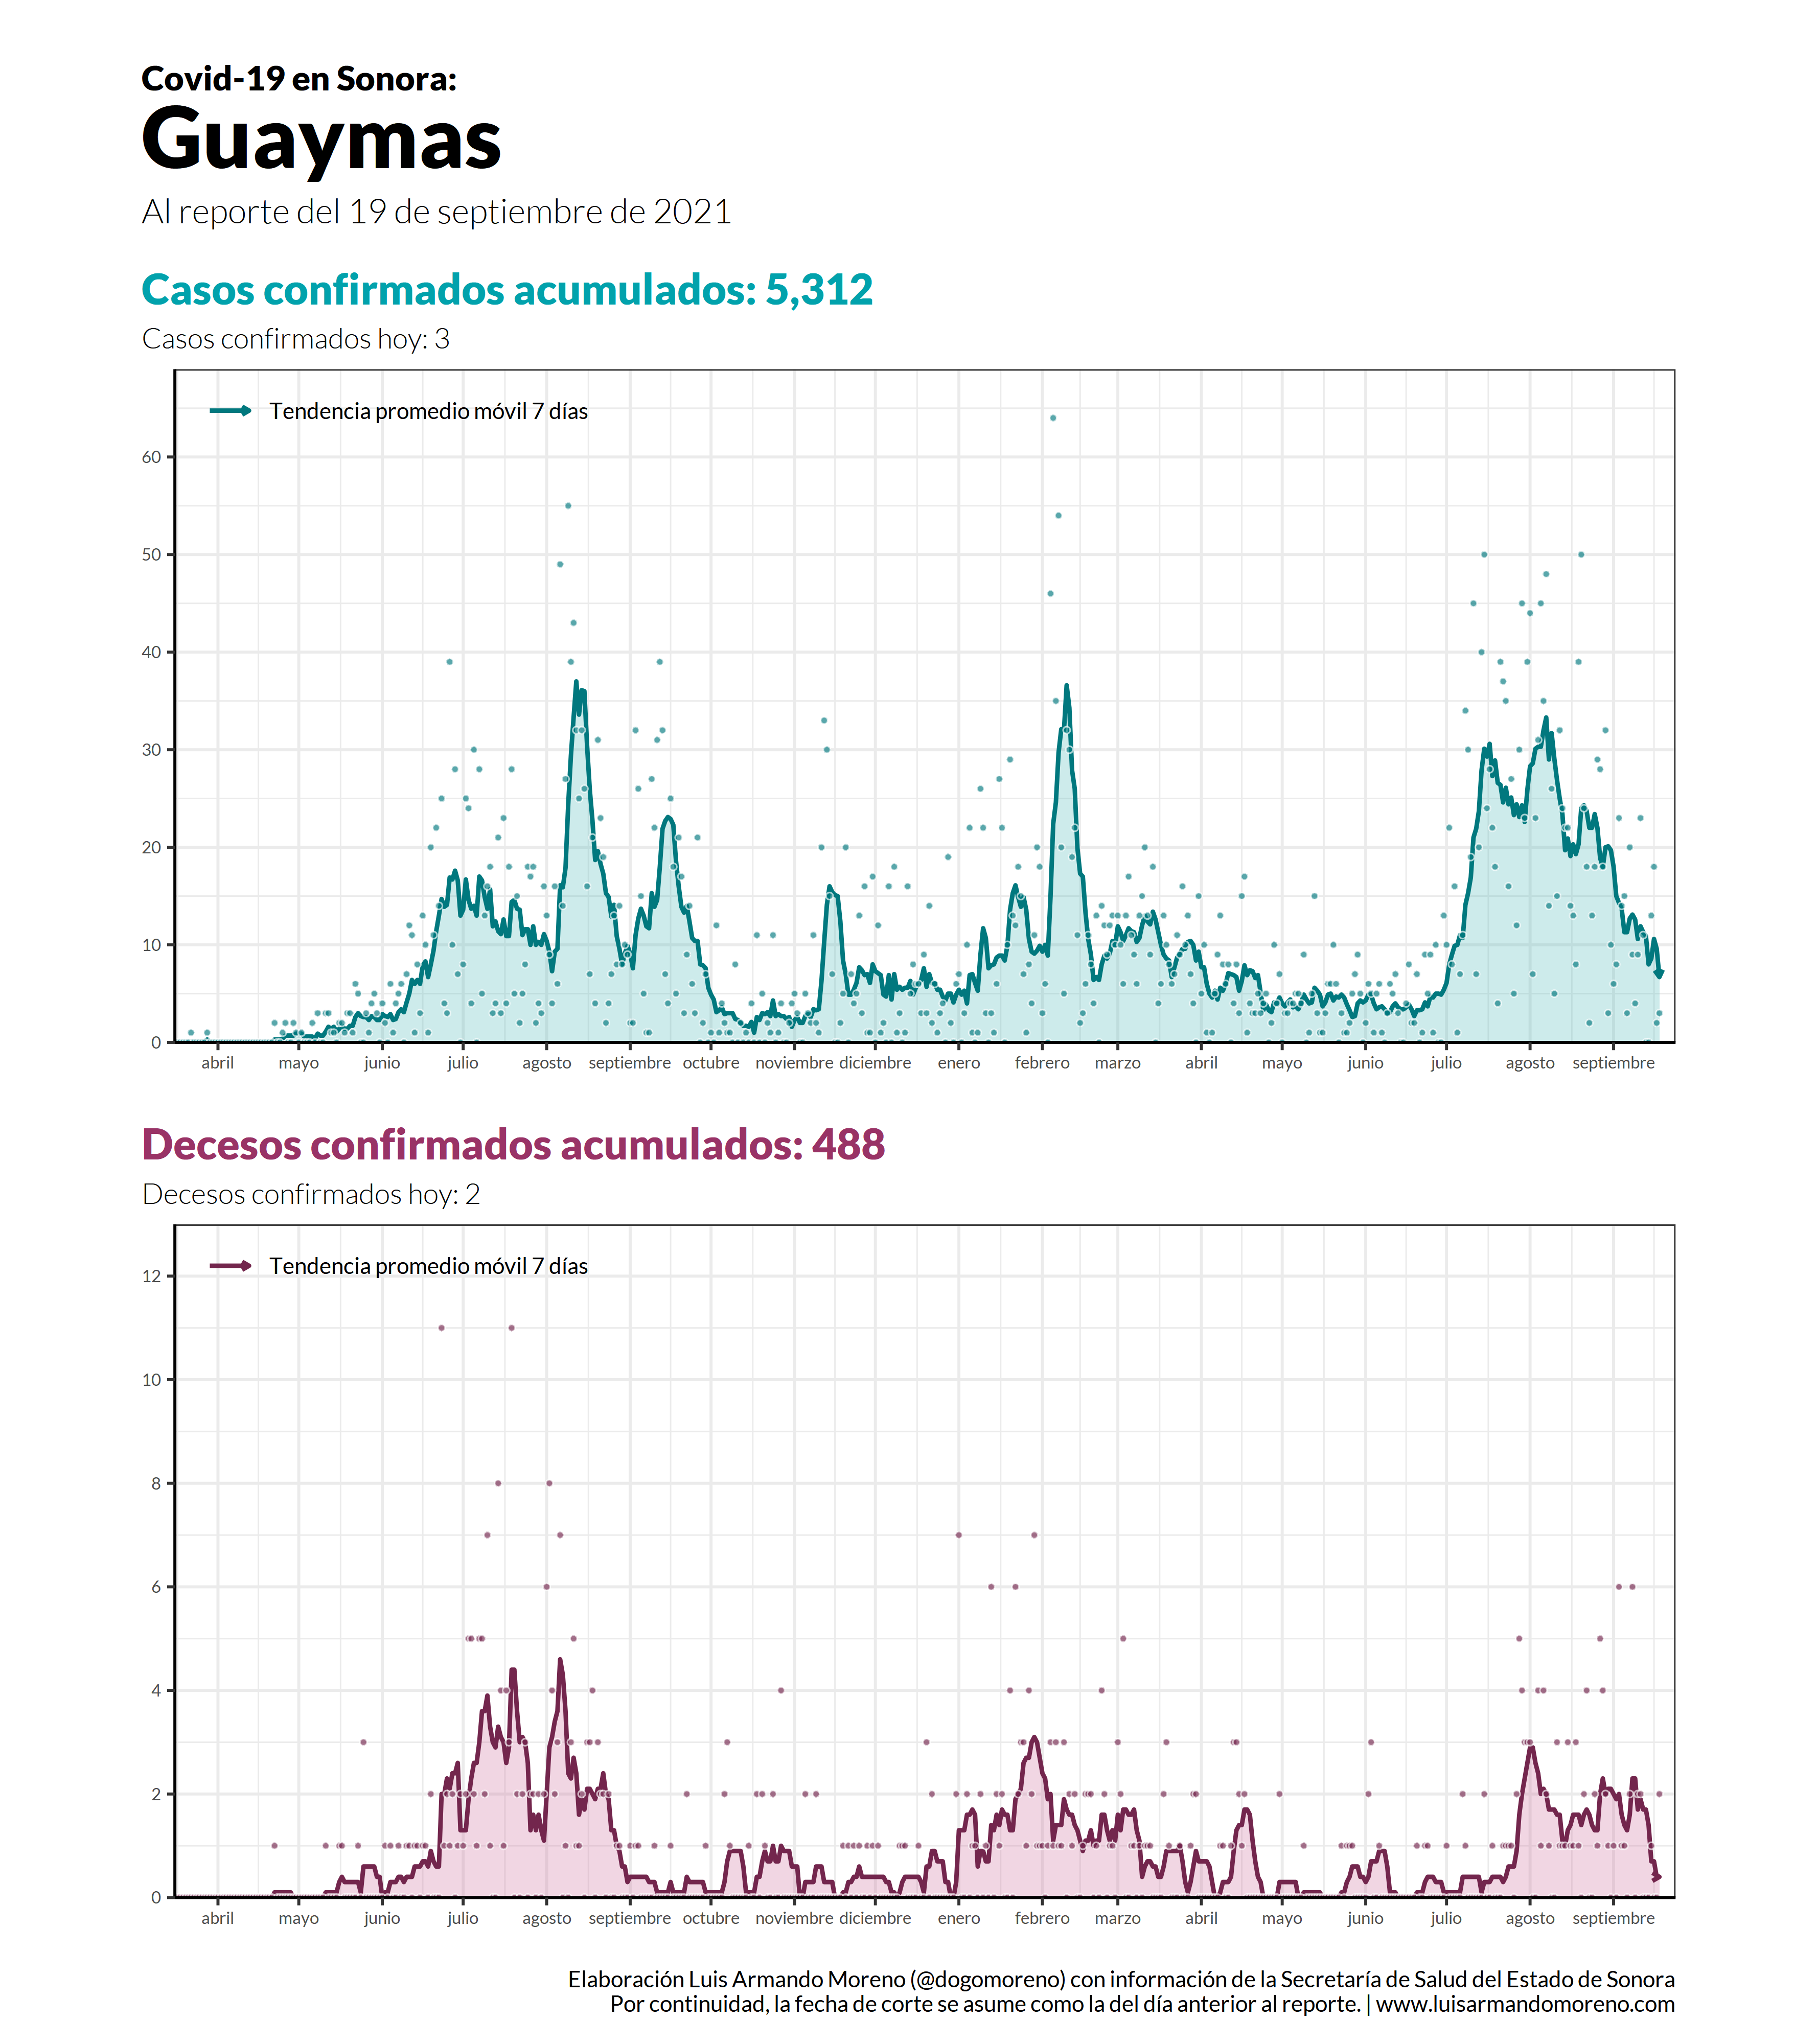 Covid-19 en Sonora:
Guaymas
Al reporte del 19 de septiembre de 2021
Casos confirmados acumulados: 5,312
Casos confirmados hoy: 3
Tendencia promedio móvil 7 días
60
50
40
30
20
10
0
abril mayo junio julio agosto septiembre octubre noviembre diciembre enero febrero marzo abril mayo junio julio agosto septiembre
Decesos confirmados acumulados: 488
Decesos confirmados hoy: 2
Tendencia promedio móvil 7 días
12
10
8
6
4
2
0
abril mayo junio julio agosto septiembre octubre noviembre diciembre enero febrero marzo abril mayo junio julio agosto septiembre
Elaboración Luis Armando Moreno (@dogomoreno) con información de la Secretaría de Salud del Estado de Sonora
Por continuidad, la fecha de corte se asume como la del día anterior al reporte. | www.luisarmandomoreno.com